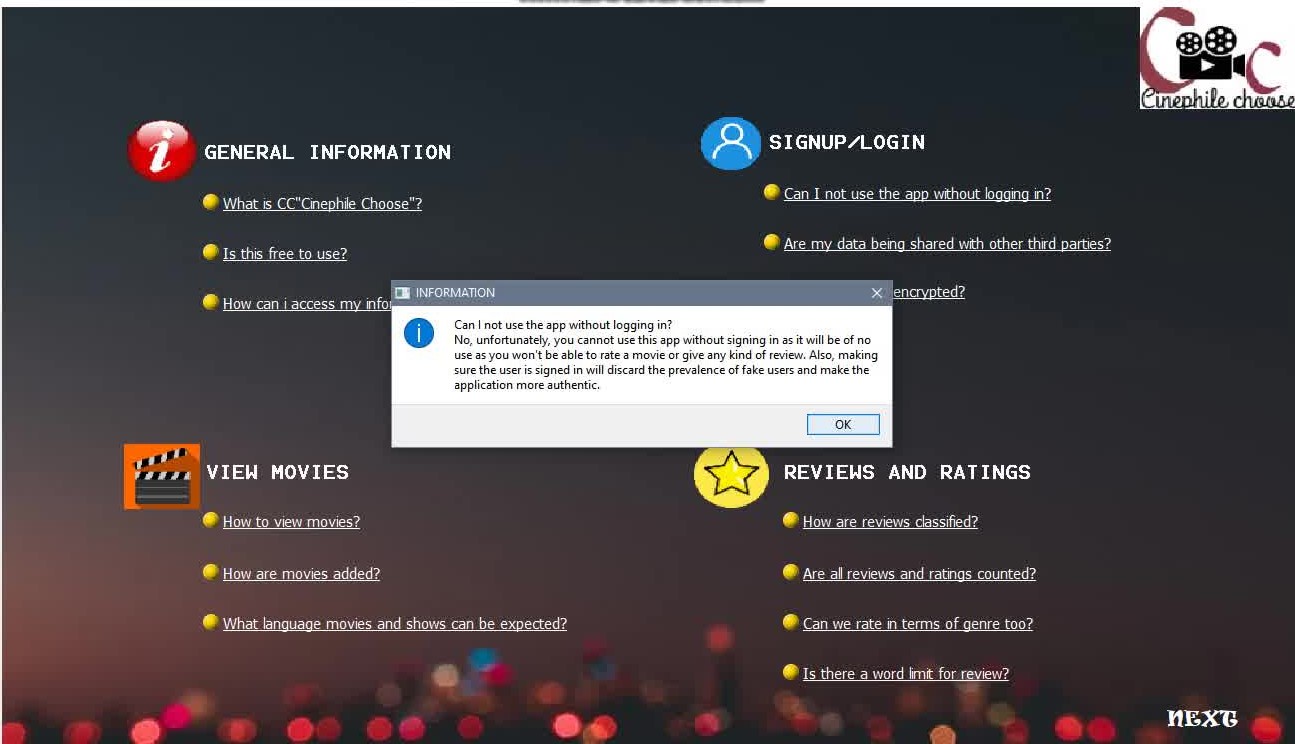 Cinephile choose
GENERAL INFORMATION
What is CC"Cinephile Choose"?
Is this free to use?
How can i access my infor
SIGNUP/LOGIN
Can I not use the app without logging in?
Are my data being shared with other third parties?
encrypted?
INFORMATION
Can I not use the app without logging in?
No, unfortunately, you cannot use this app without signing in as it will be of no
use as you won't be able to rate a movie or give any kind of review. Also, making
sure the user is signed in will discard the prevalence of fake users and make the
application more authentic.
OK
VIEW MOVIES
How to view movies?
How are movies added?
What language movies and shows can be expected?
REVIEWS AND RATINGS
How are reviews classified?
Are all reviews and ratings counted?
Can we rate in terms of genre too?
Is there a word limit for review?
NEXT